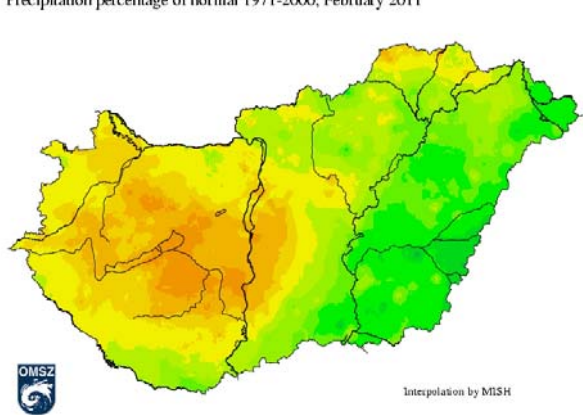 Precipitation percentage of normal 1971-2000, February 2011
OMSZ
Interpolation by MISH